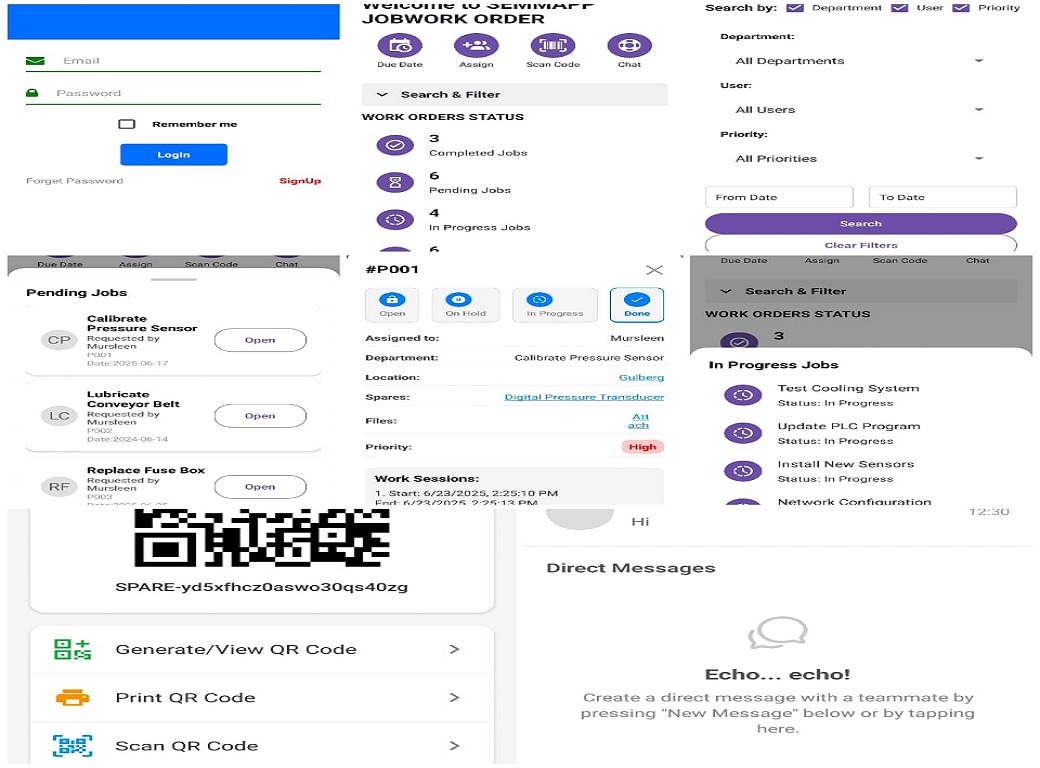 Email
Password
Remember me
LogIn
Forget Password
SignUp
Welcome to SEMMAPP
JOBWORK ORDER
Due Date
Assign
Scan Code
Chat
Search & Filter
WORK ORDERS STATUS
3
Completed Jobs
6
Pending Jobs
4
In Progress Jobs
6
Search by:
Department
User
Priority
Department:
All Departments
User:
All Users
Priority:
All Priorities
From Date
To Date
Search
Clear Filters
Due Date
Assign
Scan Code
Chat
Pending Jobs
CP
Calibrate
Pressure Sensor
Requested by
Mursleen
P001
Date:2025-06-17
Open
LC
Lubricate
Conveyor Belt
Requested by
Mursleen
P002
Date:2024-06-14
Open
RF
Replace Fuse Box
Requested by
Mursleen
P003
Open
#P001
Open
On Hold
In Progress
Done
Assigned to:
Mursleen
Department:
Calibrate Pressure Sensor
Location:
Gulberg
Spares:
Digital Pressure Transducer
Files:
Att
ach
Priority:
High
Work Sessions:
1. Start: 6/23/2025, 2:25:10 PM
End: 6/23/2025, 2:25:13 PM
Due Date
Assign
Scan Code
Chat
Search & Filter
WORK ORDERS STATUS
3
In Progress Jobs
Test Cooling System
Status: In Progress
Update PLC Program
Status: In Progress
Install New Sensors
Status: In Progress
Network Configuration
SPARE-yd5xfhcz0aswo30qs40zg
Generate/View QR Code
Print QR Code
Scan QR Code
Hi
12:30
Direct Messages
Echo... echo!
Create a direct message with a teammate by
pressing "New Message" below or by tapping
here.